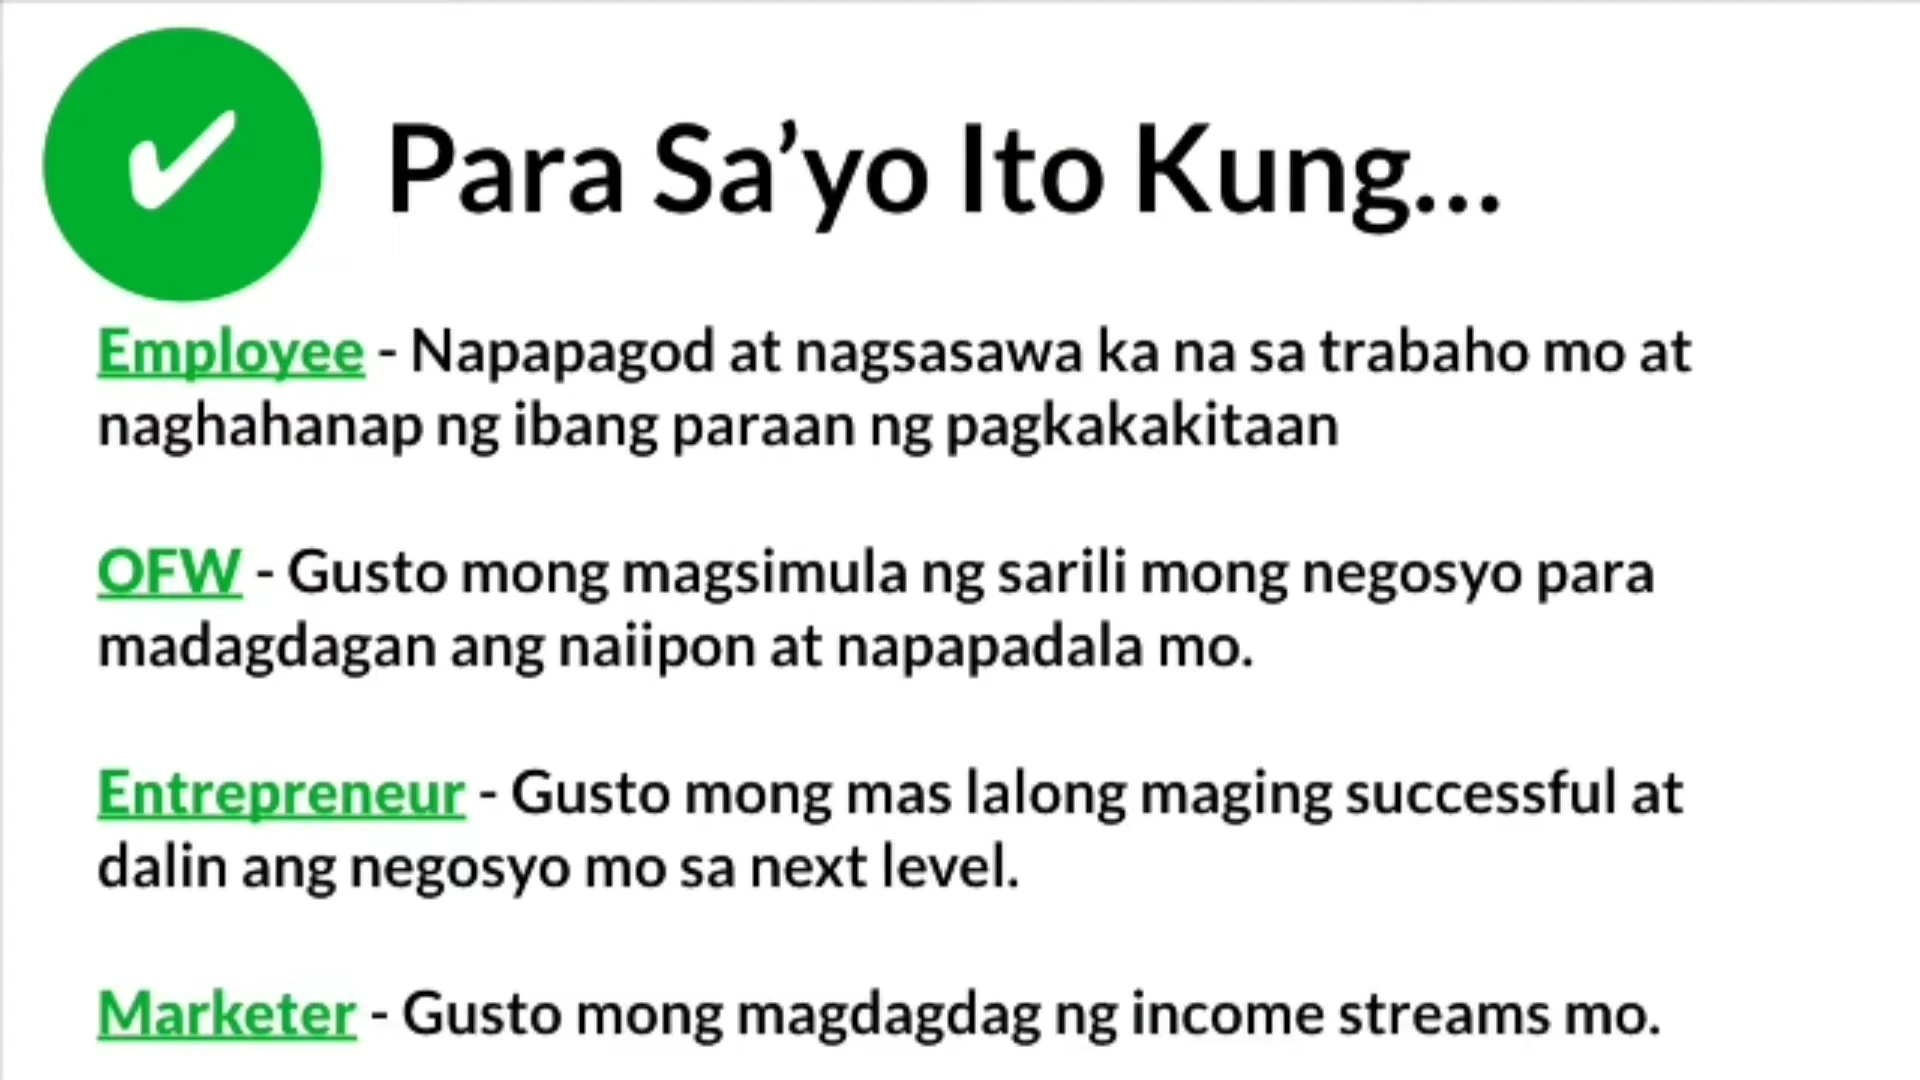 Para Sa’yo Ito Kung...
Employee - Napapagod at nagsasawa ka na sa trabaho mo at
naghahanap ng ibang paraan ng pagkakakitaan
OFW - Gusto mong magsimula ng sarili mong negosyo para
madagdagan ang naiipon at napapadala mo.
Entrepreneur - Gusto mong mas lalong maging successful at
dalin ang negosyo mo sa next level.
Marketer - Gusto mong magdagdag ng income streams mo.